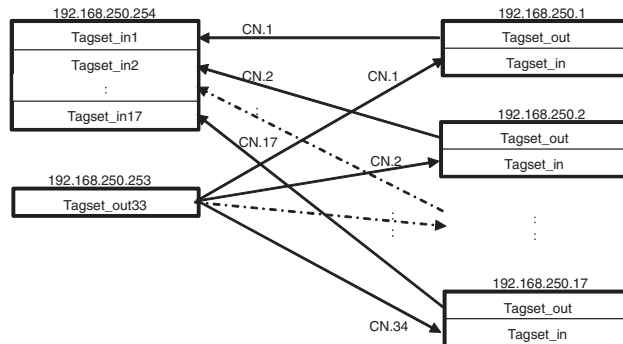 192.168.250.254
Tagset_in1
Tagset_in2
:
Tagset_in17
192.168.250.253
Tagset_out33
CN.1
CN.2
:
CN.1
CN.17
CN.2
: :
CN.34
192.168.250.1
Tagset_out
Tagset_in
192.168.250.2
Tagset_out
Tagset_in
:
:
192.168.250.17
Tagset_out
Tagset_in